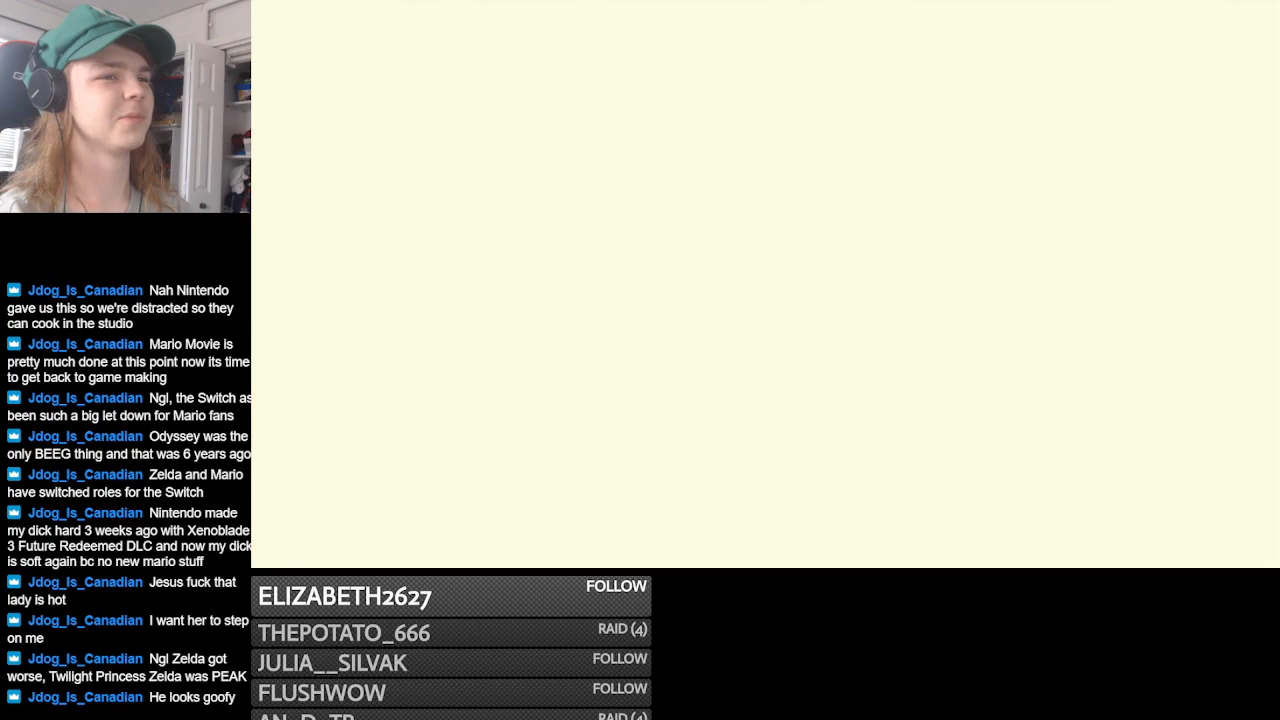 Jdog_Is_Canadian Nah Nintendo
gave us this so we're distracted so they
can cook in the studio
Jdog_Is_Canadian Mario Movie is
pretty much done at this point now its time
to get back to game making
Jdog_Is_Canadian Ngl, the Switch as
been such a big let down for Mario fans
Jdog_Is_Canadian Odyssey was the
only BEEG thing and that was 6 years ago
Jdog_Is_Canadian Zelda and Mario
have switched roles for the Switch
Jdog_Is_Canadian Nintendo made
my dick hard 3 weeks ago with Xenoblade
3 Future Redeemed DLC and now my dick
is soft again bc no new mario stuff
Jdog_Is_Canadian Jesus fuck that
lady is hot
Jdog_Is_Canadian I want her to step
on me
Jdog_Is_Canadian Ngl Zelda got
worse, Twilight Princess Zelda was PEAK
Jdog_Is_Canadian He looks goofy
ELIZABETH2627 FOLLOW
THEPOTATO_666 RAID (4)
JULIA__SILVAK FOLLOW
FLUSHWOW FOLLOW
AN_D_TR RAID (4)